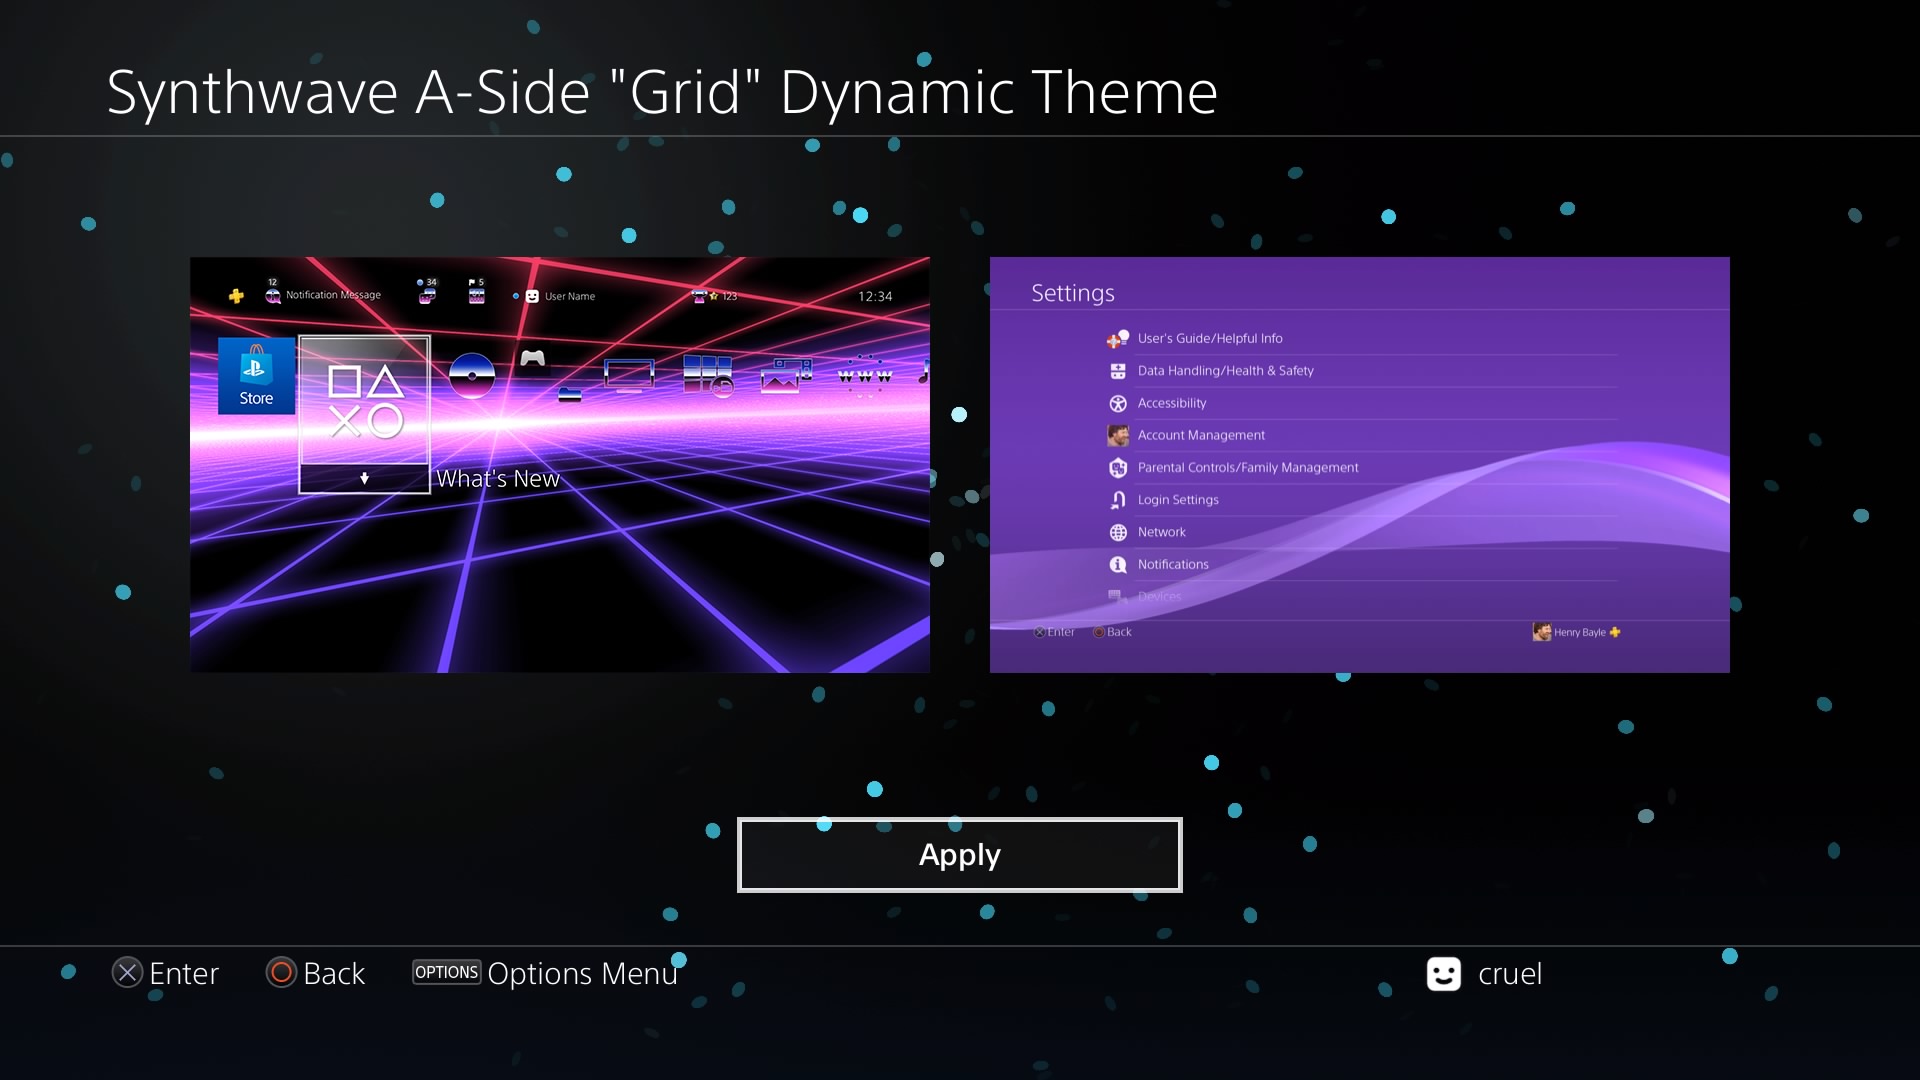 Synthwave A-Side "Grid" Dynamic Theme
12
Notification Message
34
5
User Name
123
12:34
Store
WWW
What's New
Settings
User's Guide/Helpful Info
Data Handling/Health & Safety
Accessibility
Account Management
Parental Controls/Family Management
Login Settings
Network
Notifications
Devices
Enter
Back
Henry Bayle
Apply
Enter
Back
OPTIONS Options Menu
cruel